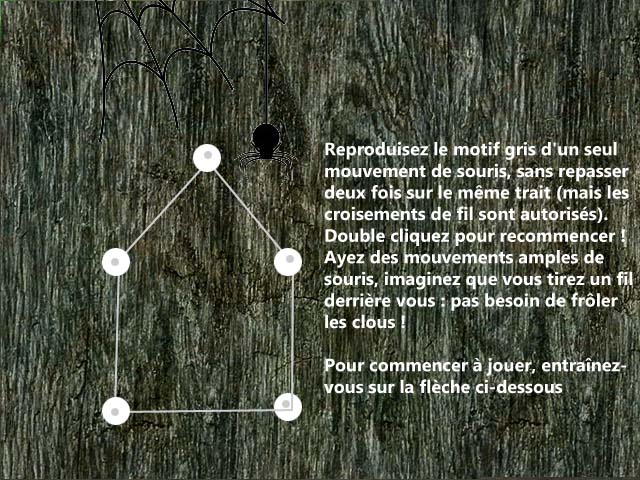 Reproduisez le motif gris d'un seul
mouvement de souris, sans repasser
deux fois sur le même trait (mais les
croisements de fil sont autorisés).
Double cliquez pour recommencer !
Ayez des mouvements amples de
souris, imaginez que vous tirez un fil
derrière vous : pas besoin de frôler
les clous !
Pour commencer à jouer, entraînez-
vous sur la flèche ci-dessous